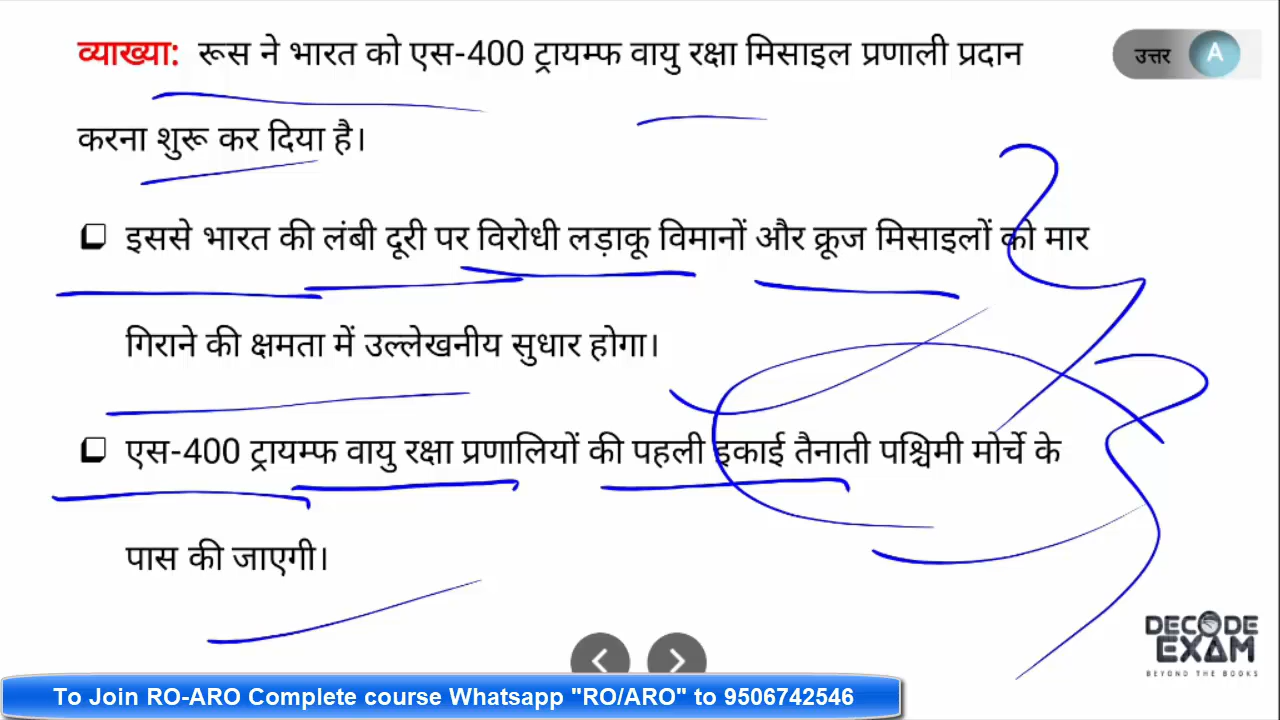 व्याख्या: रूस ने भारत को एस-400 ट्रायम्फ वायु रक्षा मिसाइल प्रणाली प्रदान
करना शुरू कर दिया है।
उत्तर A
❑ इससे भारत की लंबी दूरी पर विरोधी लड़ाकू विमानों और क्रूज मिसाइलों को मार
गिराने की क्षमता में उल्लेखनीय सुधार होगा।
❑ एस-400 ट्रायम्फ वायु रक्षा प्रणालियों की पहली इकाई तैनाती पश्चिमी मोर्चे के
पास की जाएगी।
DECODE
EXAM
BEYOND THE BOOKS
To Join RO-ARO Complete course Whatsapp "RO/ARO" to 9506742546